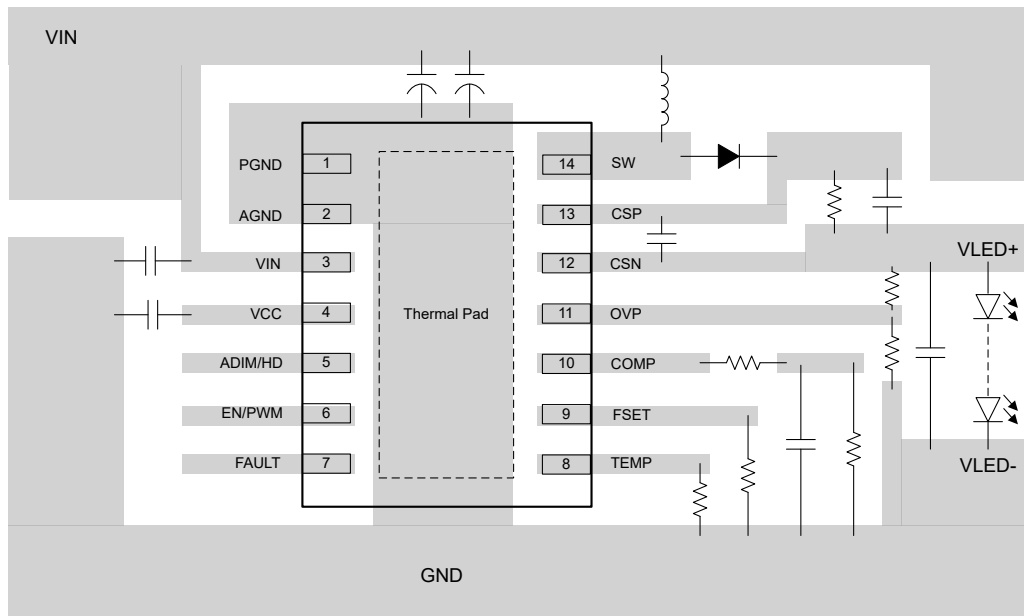 VIN
PGND 1 14 SW
AGND 2 13 CSP
VIN 3 12 CSN VLED+
VCC 4 Thermal Pad 11 OVP
ADIM/HD 5 10 COMP
EN/PWM 6 9 FSET
FAULT 7 8 TEMP VLED-
GND